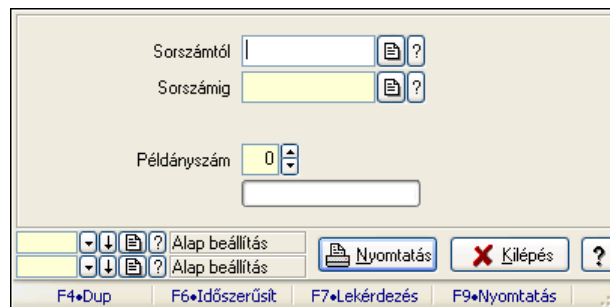 Sorszámtól ?
Sorszámig ?
Példányszám 0
? Alap beállítás
? Alap beállítás
Nyomtatás Kilépés ?
F4•Dup F6•Időszerűsít F7•Lekérdezés F9•Nyomtatás